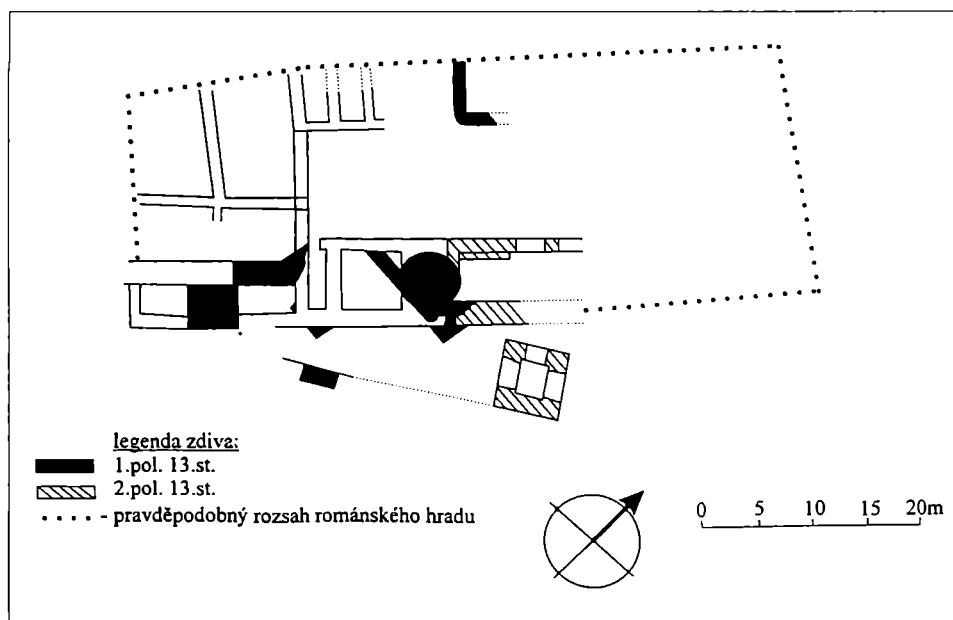 legenda zdiva:
1.pol. 13.st.
2.pol. 13.st.
- pravděpodobný rozsah románského hradu
0 5 10 15 20m